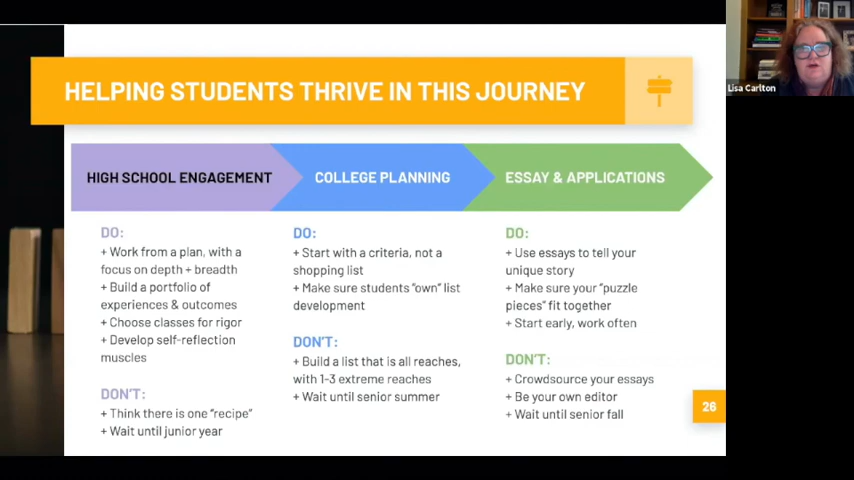 HELPING STUDENTS THRIVE IN THIS JOURNEY
Lisa Carlton
HIGH SCHOOL ENGAGEMENT
COLLEGE PLANNING
ESSAY & APPLICATIONS
DO:
+ Work from a plan, with a
focus on depth + breadth
+ Build a portfolio of
experiences & outcomes
+ Choose classes for rigor
+ Develop self-reflection
muscles
DON'T:
+ Think there is one "recipe"
+ Wait until junior year
DO:
+ Start with a criteria, not a
shopping list
+ Make sure students "own" list
development
DON'T:
+ Build a list that is all reaches,
with 1-3 extreme reaches
+ Wait until senior summer
DO:
+ Use essays to tell your
unique story
+ Make sure your "puzzle
pieces" fit together
+ Start early, work often
DON'T:
+ Crowdsource your essays
+ Be your own editor
+ Wait until senior fall
26